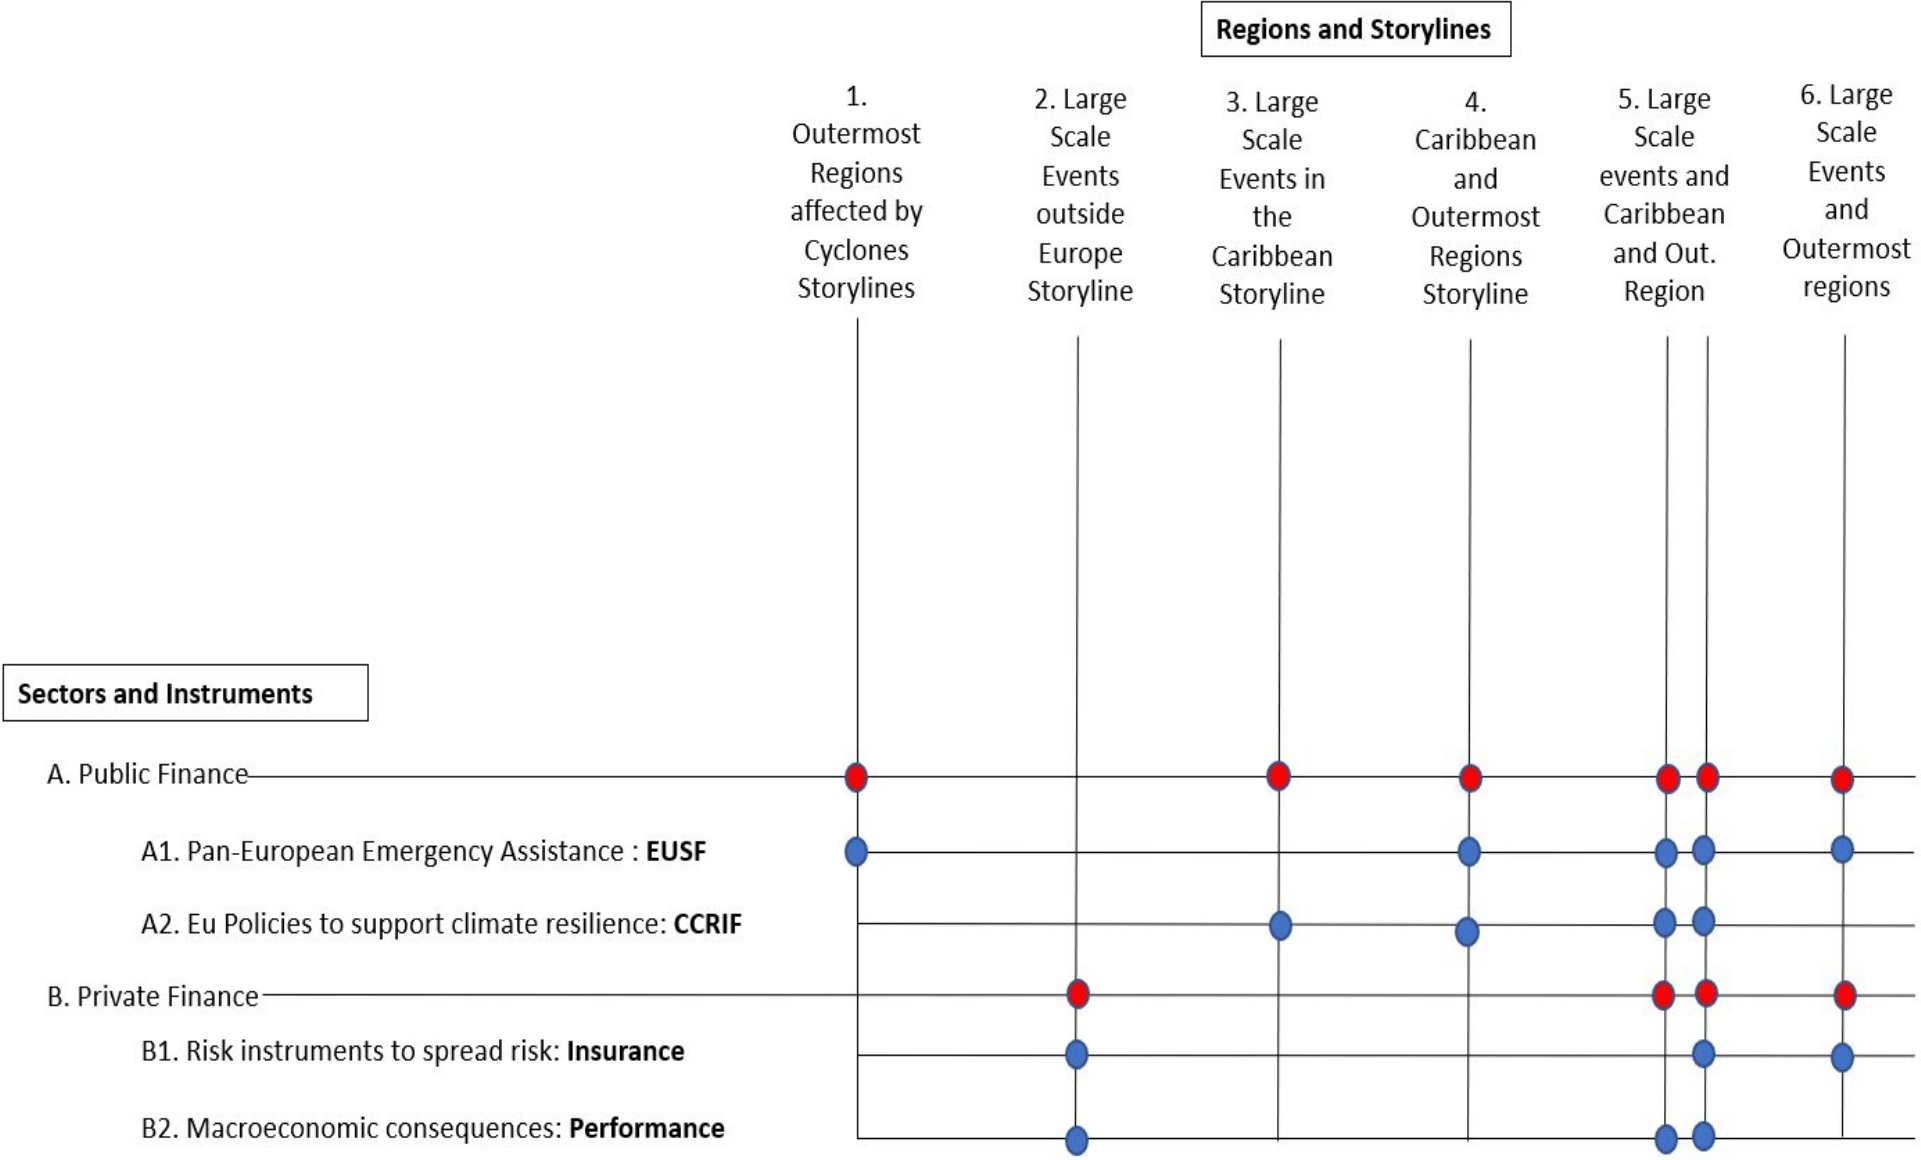 Regions and Storylines
1.
Outermost
Regions
affected by
Cyclones
Storylines
2. Large
Scale
Events
outside
Europe
Storyline
3. Large
Scale
Events in
the
Caribbean
Storyline
4.
Caribbean
and
Outermost
Regions
Storyline
5. Large
Scale
events and
Caribbean
and Out.
Region
6. Large
Scale
Events
and
Outermost
regions
Sectors and Instruments
A. Public Finance
A1. Pan-European Emergency Assistance : EUSF
A2. Eu Policies to support climate resilience: CCRIF
B. Private Finance
B1. Risk instruments to spread risk: Insurance
B2. Macroeconomic consequences: Performance